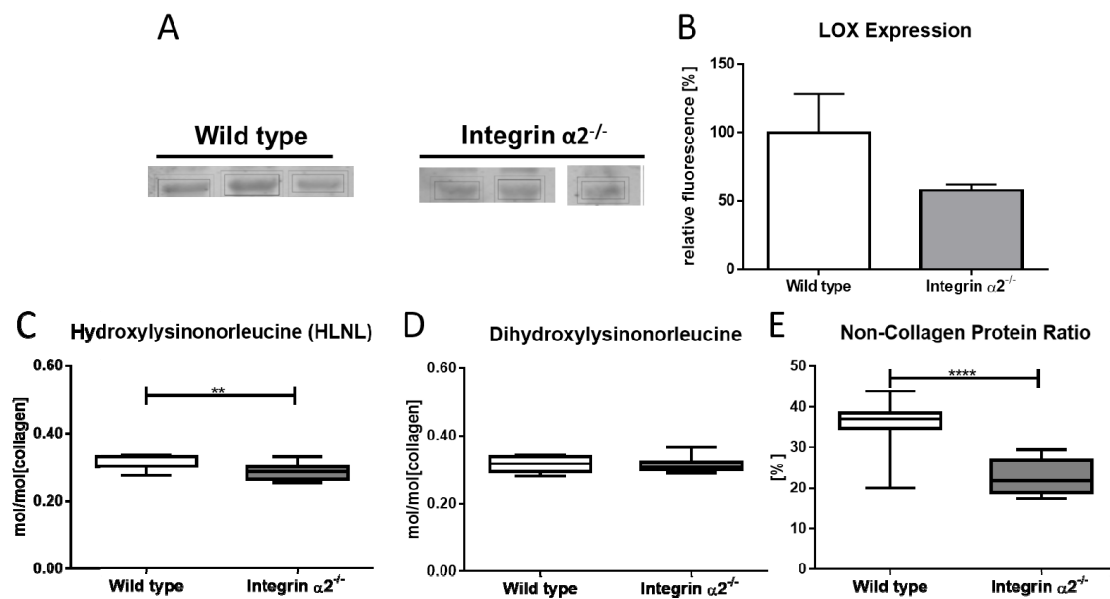 A
Wild type
Integrin α2-/-
B
LOX Expression
relative fluorescence [%]
150
100
50
0
Wild type
Integrin α2-/-
C
Hydroxylysinonorleucine (HLNL)
mol/mol[collagen]
0.60
0.40
0.20
0.00
**
Wild type
Integrin α2-/-
D
Dihydroxylysinonorleucine
mol/mol[collagen]
0.60
0.40
0.20
0.00
Wild type
Integrin α2-/-
E
Non-Collagen Protein Ratio
[%]
50
40
30
20
10
0
****
Wild type
Integrin α2-/-